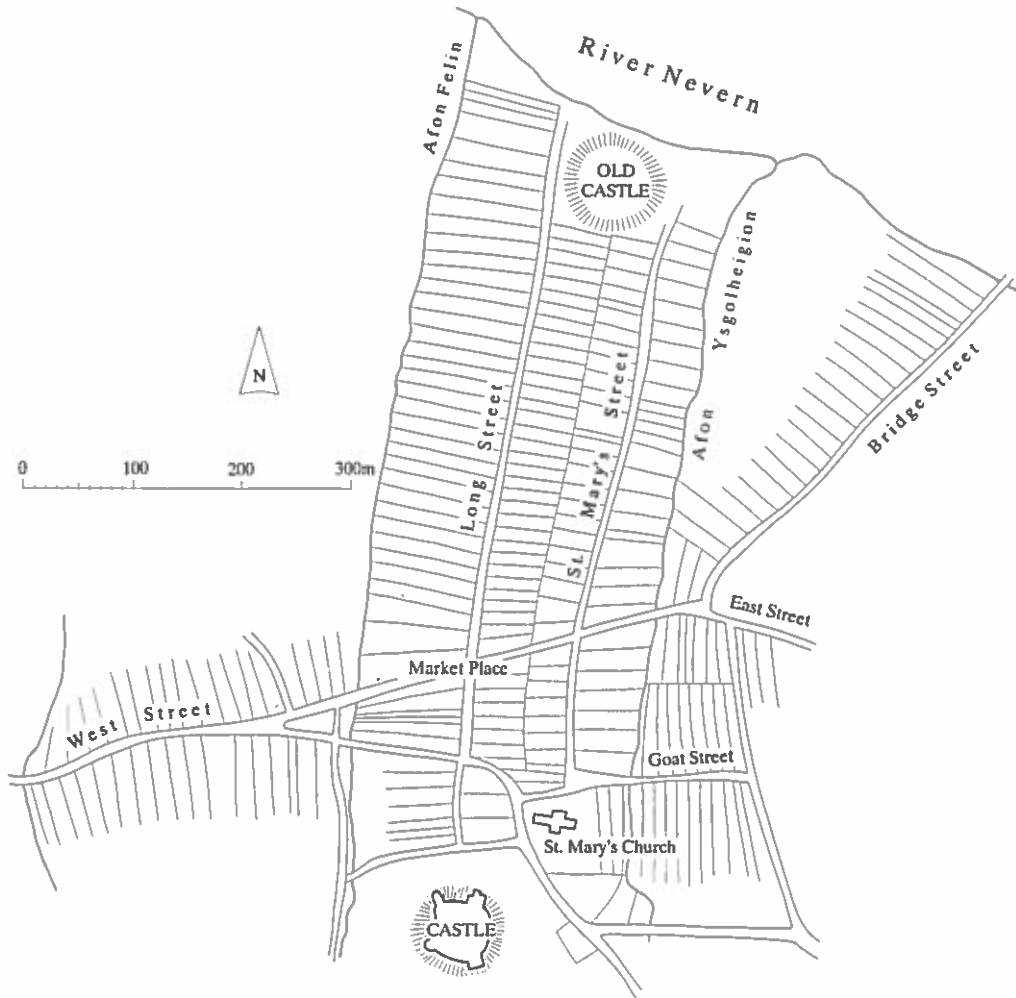 River Nevern
Afon Felin
OLD
CASTLE
Ysgolheigion
Afon
N
0 100 200 300m
Long Street
St. Mary's Street
Bridge Street
East Street
Market Place
West Street
Goat Street
St. Mary's Church
CASTLE